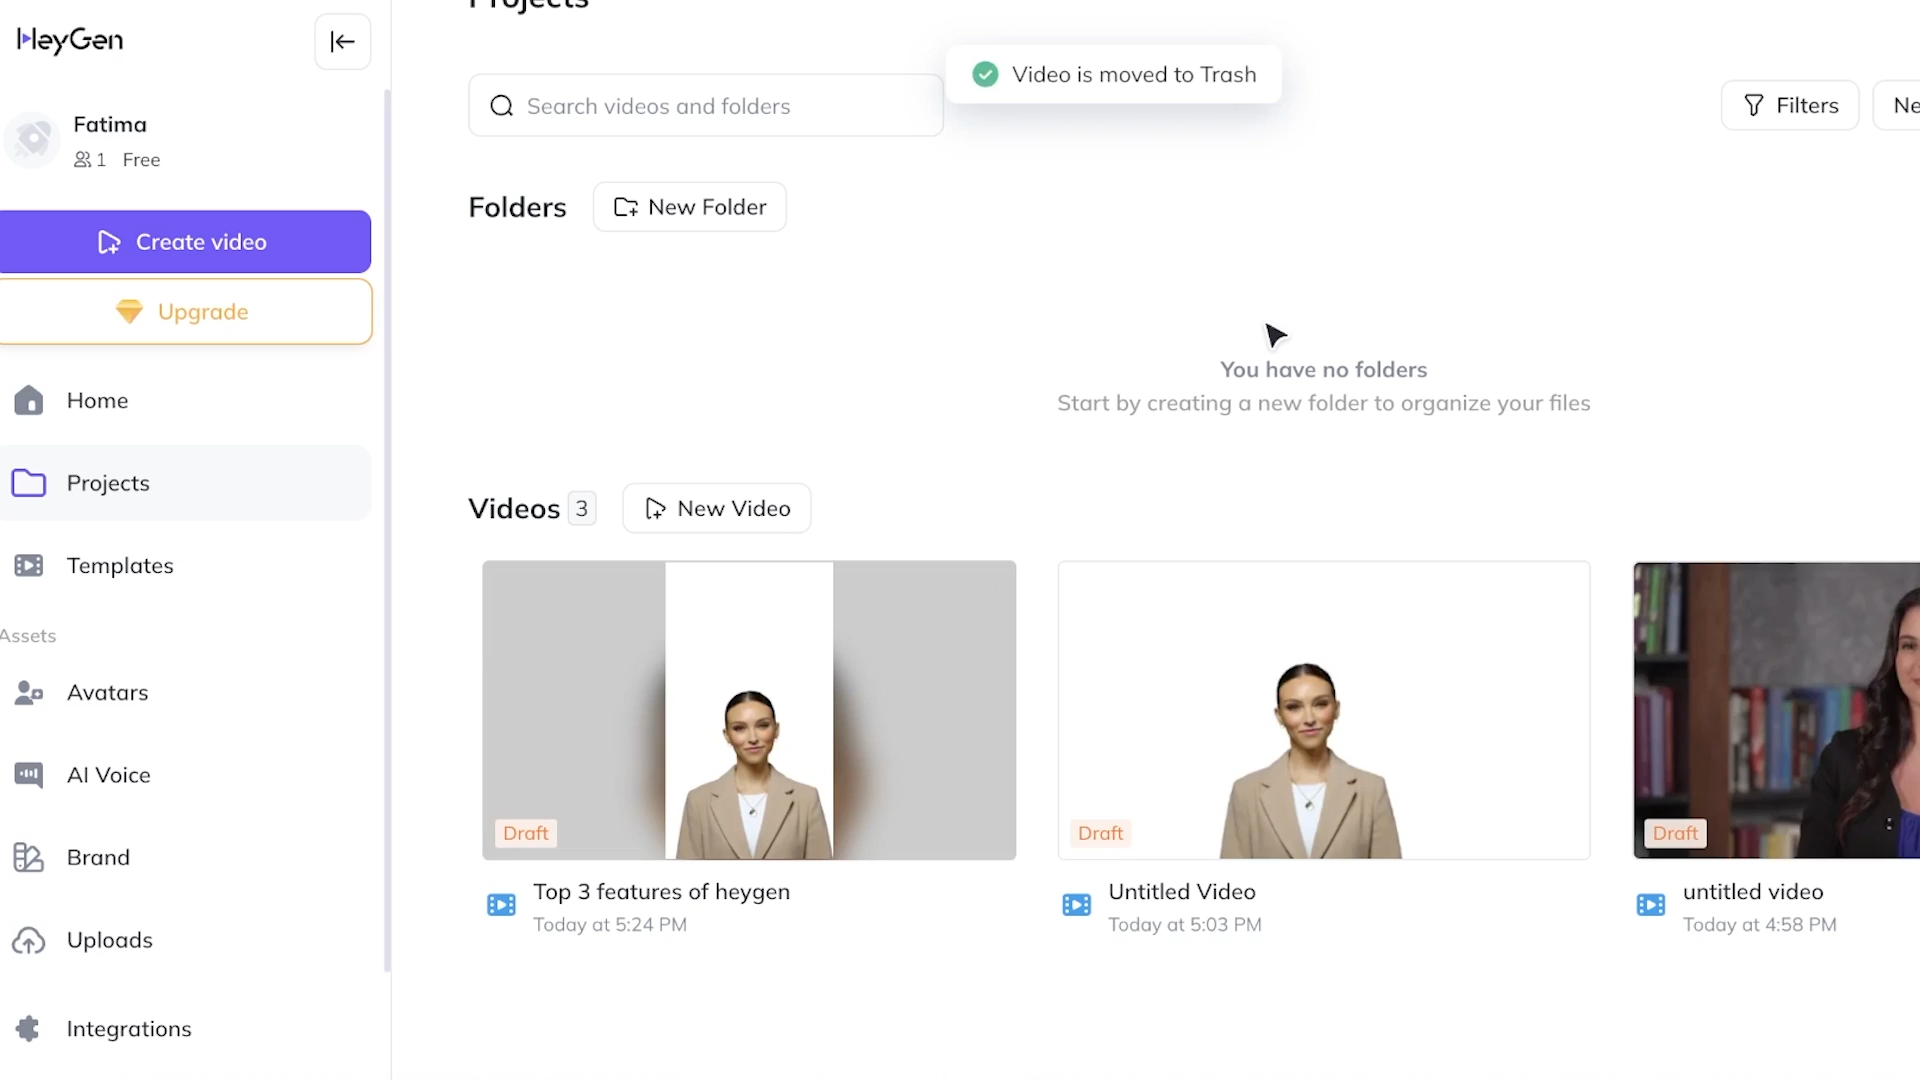 HeyGen
Fatima
1 Free
Create video
Upgrade
Home
Projects
Templates
Assets
Avatars
AI Voice
Brand
Uploads
Integrations
Projects
Search videos and folders
Video is moved to Trash
Filters
Folders
New Folder
You have no folders
Start by creating a new folder to organize your files
Videos 3
New Video
Draft
Draft
Draft
Top 3 features of heygen
Today at 5:24 PM
Untitled Video
Today at 5:03 PM
untitled video
Today at 4:58 PM